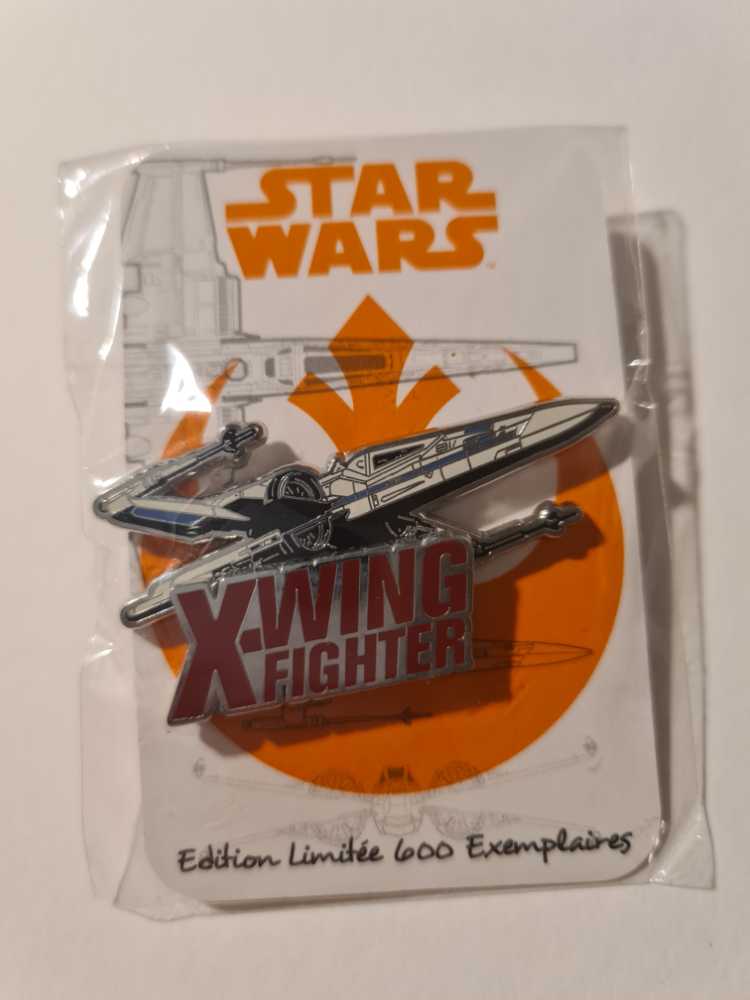 STAR
WARS
X-WING
FIGHTER
Edition Limitée 600 Exemplaires